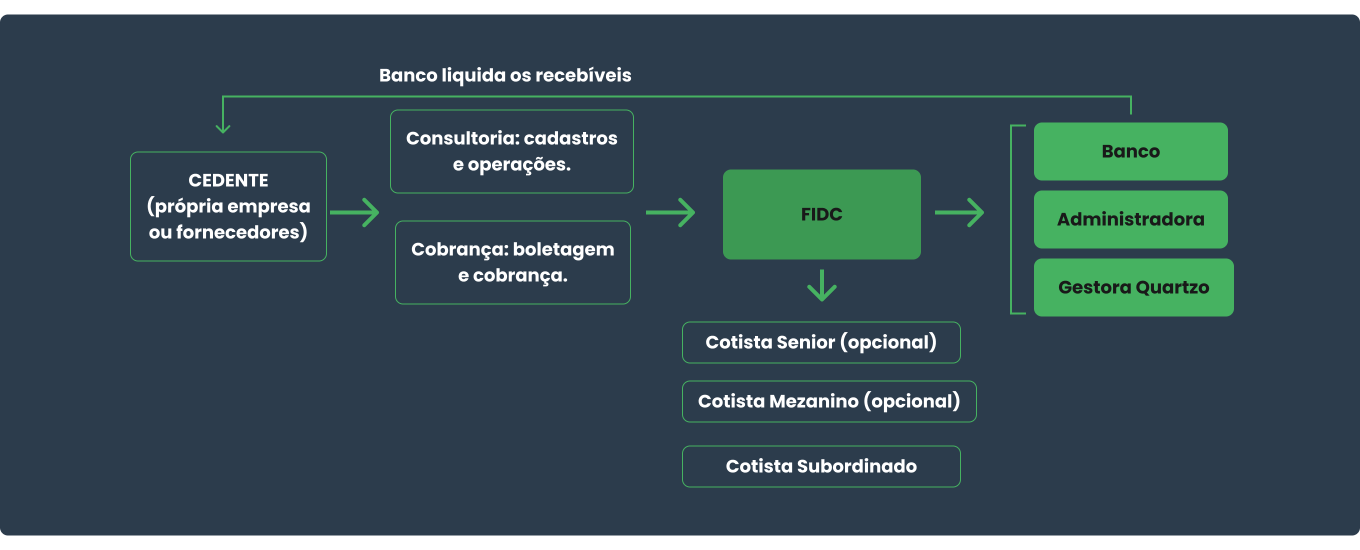 Banco liquida os recebíveis
CEDENTE
(própria empresa
ou fornecedores)
Consultoria: cadastros
e operações.
Cobrança: boletagem
e cobrança.
FIDC
Banco
Administradora
Gestora Quartzo
Cotista Senior (opcional)
Cotista Mezanino (opcional)
Cotista Subordinado